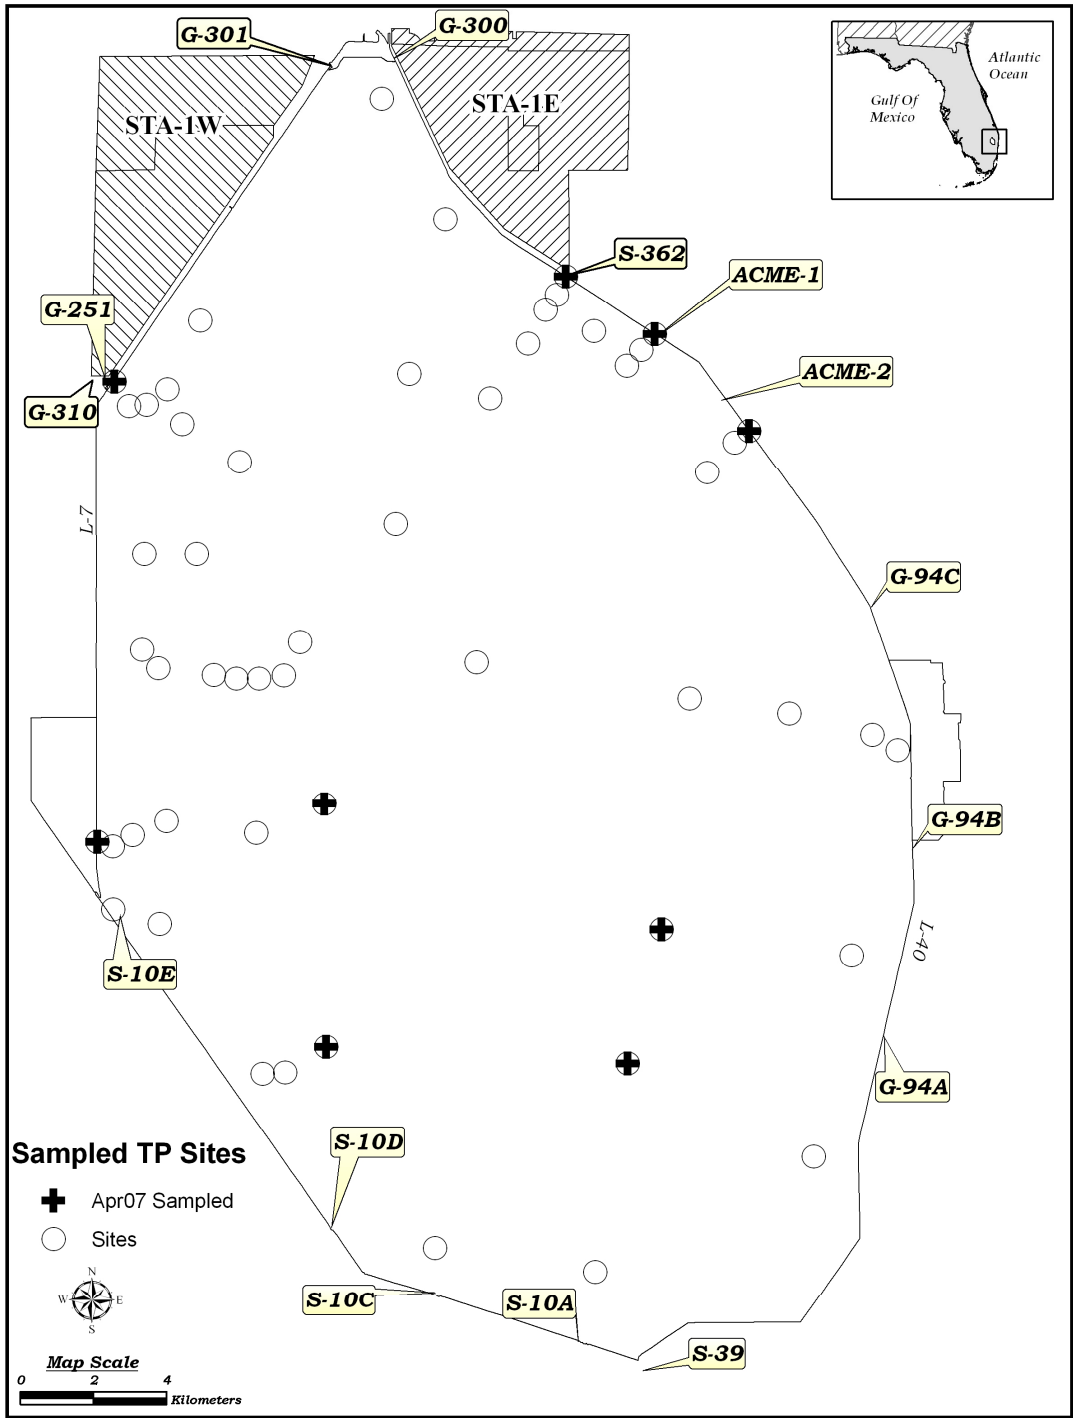 G-301
G-300
STA-1W
STA-1E
Atlantic
Ocean
Gulf Of
Mexico
S-362
ACME-1
G-251
ACME-2
G-310
L-7
G-94C
G-94B
L-40
S-10E
G-94A
S-10D
Sampled TP Sites
Apr07 Sampled
Sites
N
W
E
S
S-10C
S-10A
S-39
Map Scale
0 2 4
Kilometers